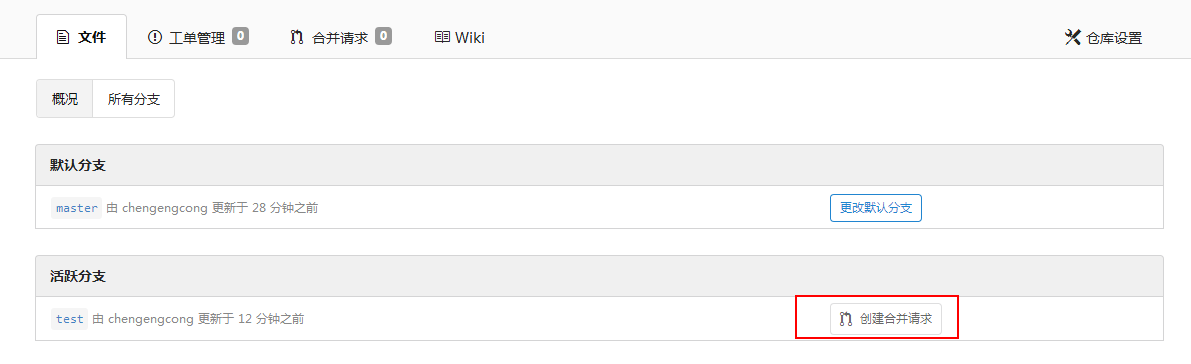 文件 工单管理 0 合并请求 0 Wiki 仓库设置
概况 所有分支
默认分支
master 由 chengengcong 更新于 28 分钟之前 更改默认分支
活跃分支
test 由 chengengcong 更新于 12 分钟之前 创建合并请求